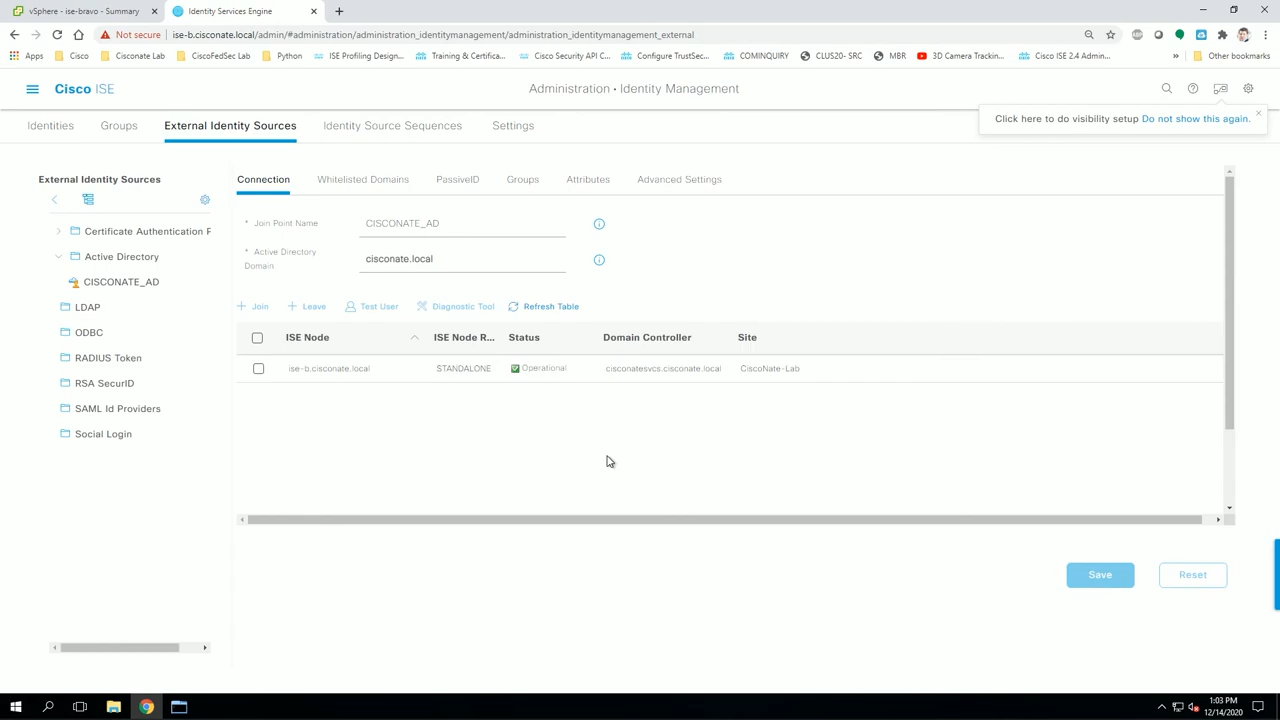 vSphere - ise-bravo - Summary
Identity Services Engine
Not secure
ise-b.cisconate.local/admin/#administration/administration_identitymanagement/administration_identitymanagement_external
Apps
Cisco
Cisconate Lab
CiscoFedSec Lab
Python
ISE Profiling Design...
Training & Certifica...
Cisco Security API C...
Configure TrustSec...
COMINQUIRY
CLUS20- SRC
MBR
3D Camera Trackin...
Cisco ISE 2.4 Admin...
»
Other bookmarks
Cisco ISE
Administration • Identity Management
Click here to do visibility setup Do not show this again.
Identities
Groups
External Identity Sources
Identity Source Sequences
Settings
External Identity Sources
Certificate Authentication P
Active Directory
CISCONATE_AD
LDAP
ODBC
RADIUS Token
RSA SecurID
SAML Id Providers
Social Login
Connection
Whitelisted Domains
PassiveID
Groups
Attributes
Advanced Settings
* Join Point Name
CISCONATE_AD
* Active Directory
Domain
cisconate.local
Join
Leave
Test User
Diagnostic Tool
Refresh Table
ISE Node
ISE Node R...
Status
Domain Controller
Site
ise-b.cisconate.local
STANDALONE
Operational
cisconatesvcs.cisconate.local
CiscoNate-Lab
Save
Reset
1:03 PM
12/14/2020